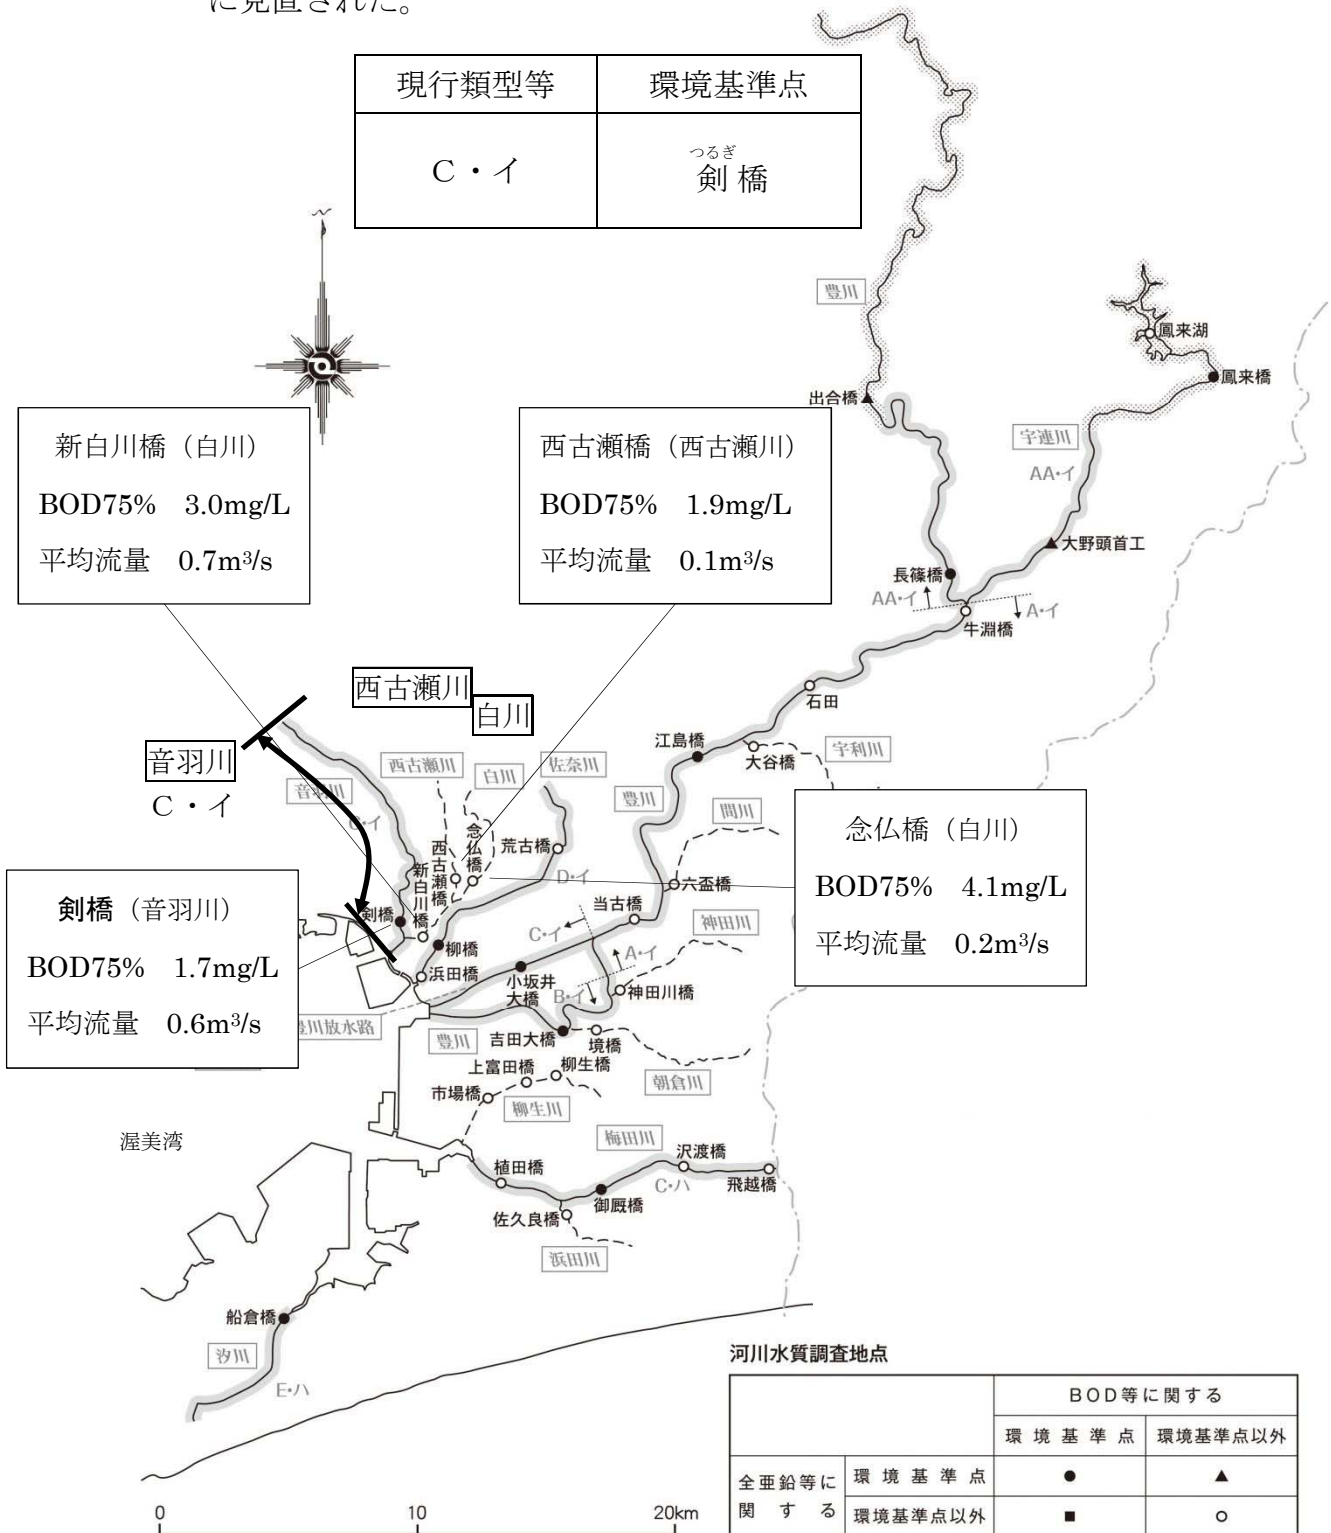 に見直された。
現行類型等
環境基準点
C・イ
つるぎ
剣橋
豊川
鳳来湖
鳳来橋
出合橋
宇連川
AA・イ
新白川橋（白川）
BOD75%　3.0mg/L
平均流量　0.7m³/s
西古瀬橋（西古瀬川）
BOD75%　1.9mg/L
平均流量　0.1m³/s
大野頭首工
長篠橋
AA・イ
A・イ
牛淵橋
石田
西古瀬川
白川
江島橋
大谷橋
宇利川
音羽川
C・イ
音羽川
C・イ
西古瀬川
白川
佐奈川
豊川
間川
念仏橋（白川）
BOD75%　4.1mg/L
平均流量　0.2m³/s
新白川橋
西古瀬橋
念仏橋
荒古橋
D・イ
六盃橋
剣橋（音羽川）
BOD75%　1.7mg/L
平均流量　0.6m³/s
剣橋
柳橋
浜田橋
当古橋
C・イ
A・イ
神田川
小坂井
大橋
B・イ
神田川橋
豊川放水路
豊川
吉田大橋
境橋
朝倉川
上富田橋
柳生橋
市場橋
柳生川
渥美湾
梅田川
沢渡橋
植田橋
C・ハ
飛越橋
御厩橋
佐久良橋
浜田川
船倉橋
汐川
E・ハ
河川水質調査地点
BOD等に関する
環境基準点
環境基準点以外
全亜鉛等に
関する
環境基準点
●
▲
環境基準点以外
■
○
0
10
20km